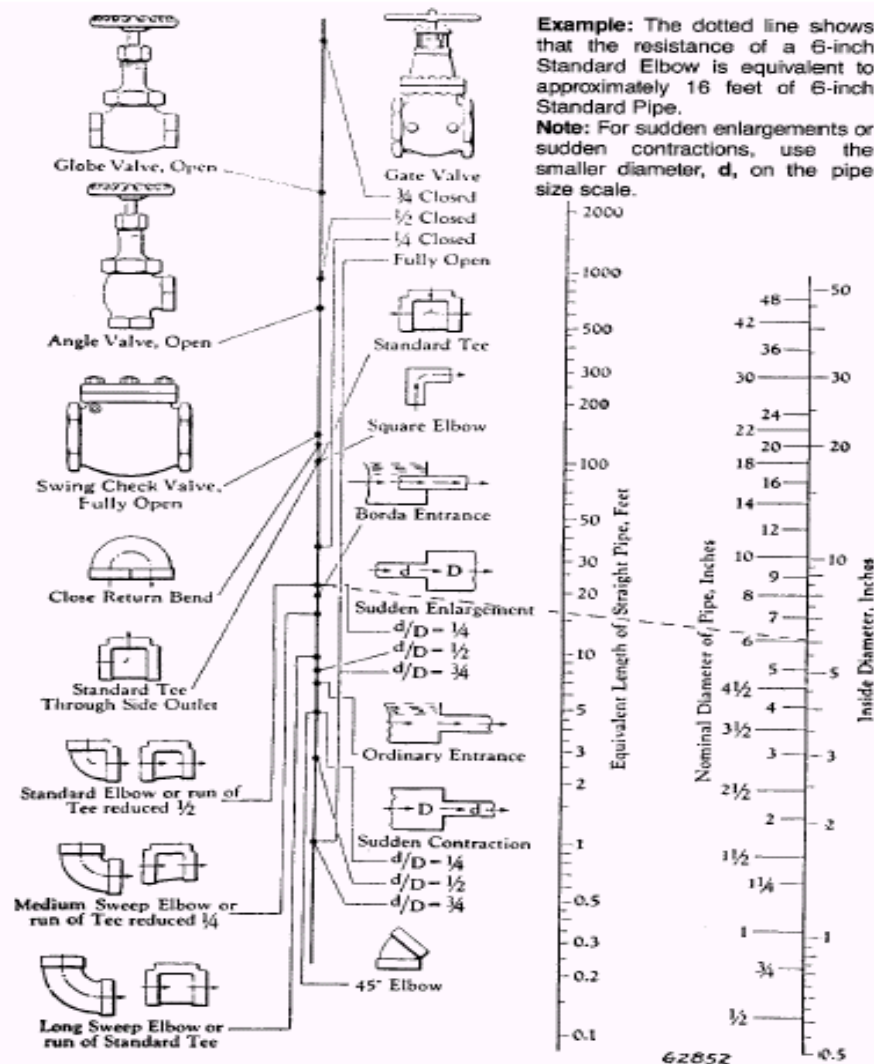 Example: The dotted line shows
that the resistance of a 6-inch
Standard Elbow is equivalent to
approximately 16 feet of 6-inch
Standard Pipe.
Note: For sudden enlargements or
sudden contractions, use the
smaller diameter, d, on the pipe
size scale.
Globe Valve, Open
Angle Valve, Open
Swing Check Valve,
Fully Open
Close Return Bend
Standard Tee
Through Side Outlet
Standard Elbow or run of
Tee reduced ½
Medium Sweep Elbow or
run of Tee reduced ¼
Long Sweep Elbow or
run of Standard Tee
Gate Valve
¾ Closed
½ Closed
¼ Closed
Fully Open
Standard Tee
Square Elbow
Borda Entrance
d
D
Sudden Enlargement
d/D = ¼
d/D = ½
d/D = ¾
Ordinary Entrance
D
d
Sudden Contraction
d/D = ¼
d/D = ½
d/D = ¾
45° Elbow
2000
1000
500
300
200
100
50
30
20
10
5
3
2
1
0.5
0.3
0.2
0.1
Equivalent Length of Straight Pipe, Feet
48
42
36
30
24
22
20
18
16
14
12
10
9
8
7
6
5
4½
4
3½
3
2½
2
1½
1¼
1
¾
½
Nominal Diameter of Pipe, Inches
50
30
20
10
5
3
2
1
0.5
Inside Diameter, Inches
62852